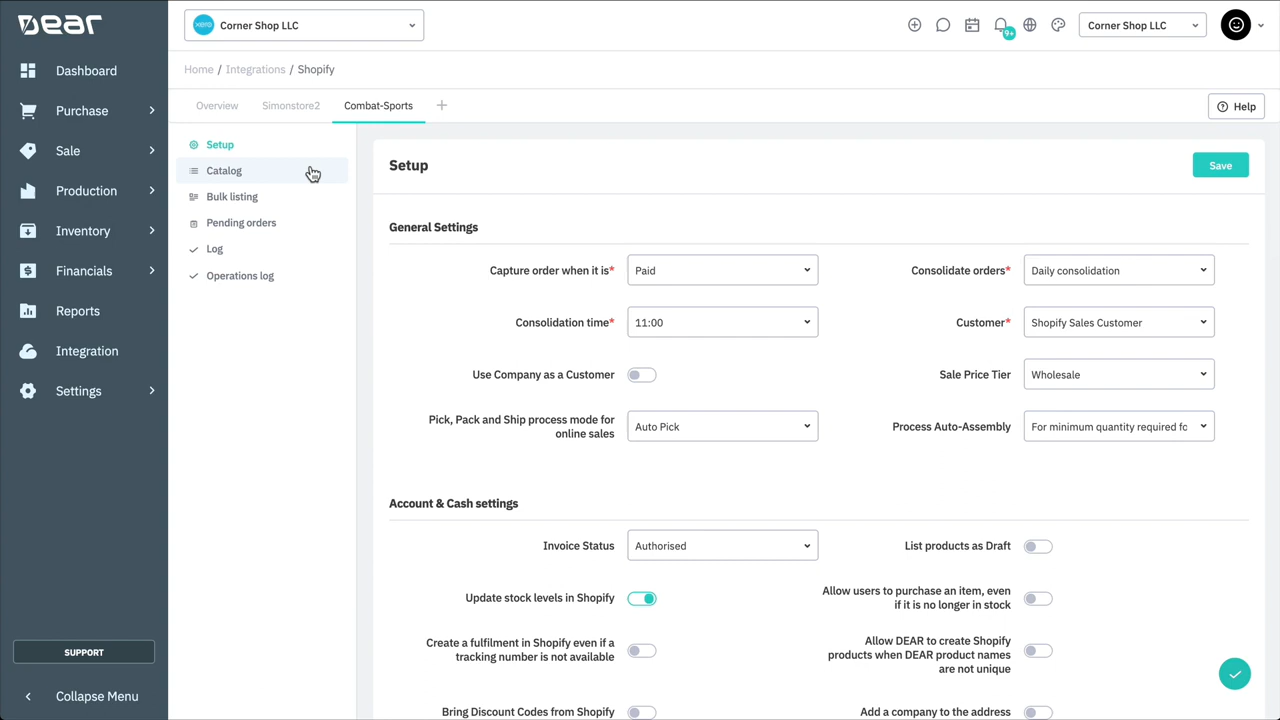 DEAR
xero
Corner Shop LLC
9+
Corner Shop LLC
Home / Integrations / Shopify
Overview
Simonstore2
Combat-Sports
Help
Dashboard
Purchase
Sale
Production
Inventory
Financials
Reports
Integration
Settings
SUPPORT
Collapse Menu
Setup
Catalog
Bulk listing
Pending orders
Log
Operations log
Setup
Save
General Settings
Capture order when it is*
Paid
Consolidate orders*
Daily consolidation
Consolidation time*
11:00
Customer*
Shopify Sales Customer
Use Company as a Customer
Sale Price Tier
Wholesale
Pick, Pack and Ship process mode for
online sales
Auto Pick
Process Auto-Assembly
For minimum quantity required fo
Account & Cash settings
Invoice Status
Authorised
List products as Draft
Update stock levels in Shopify
Allow users to purchase an item, even
if it is no longer in stock
Create a fulfilment in Shopify even if a
tracking number is not available
Allow DEAR to create Shopify
products when DEAR product names
are not unique
Bring Discount Codes from Shopify
Add a company to the address